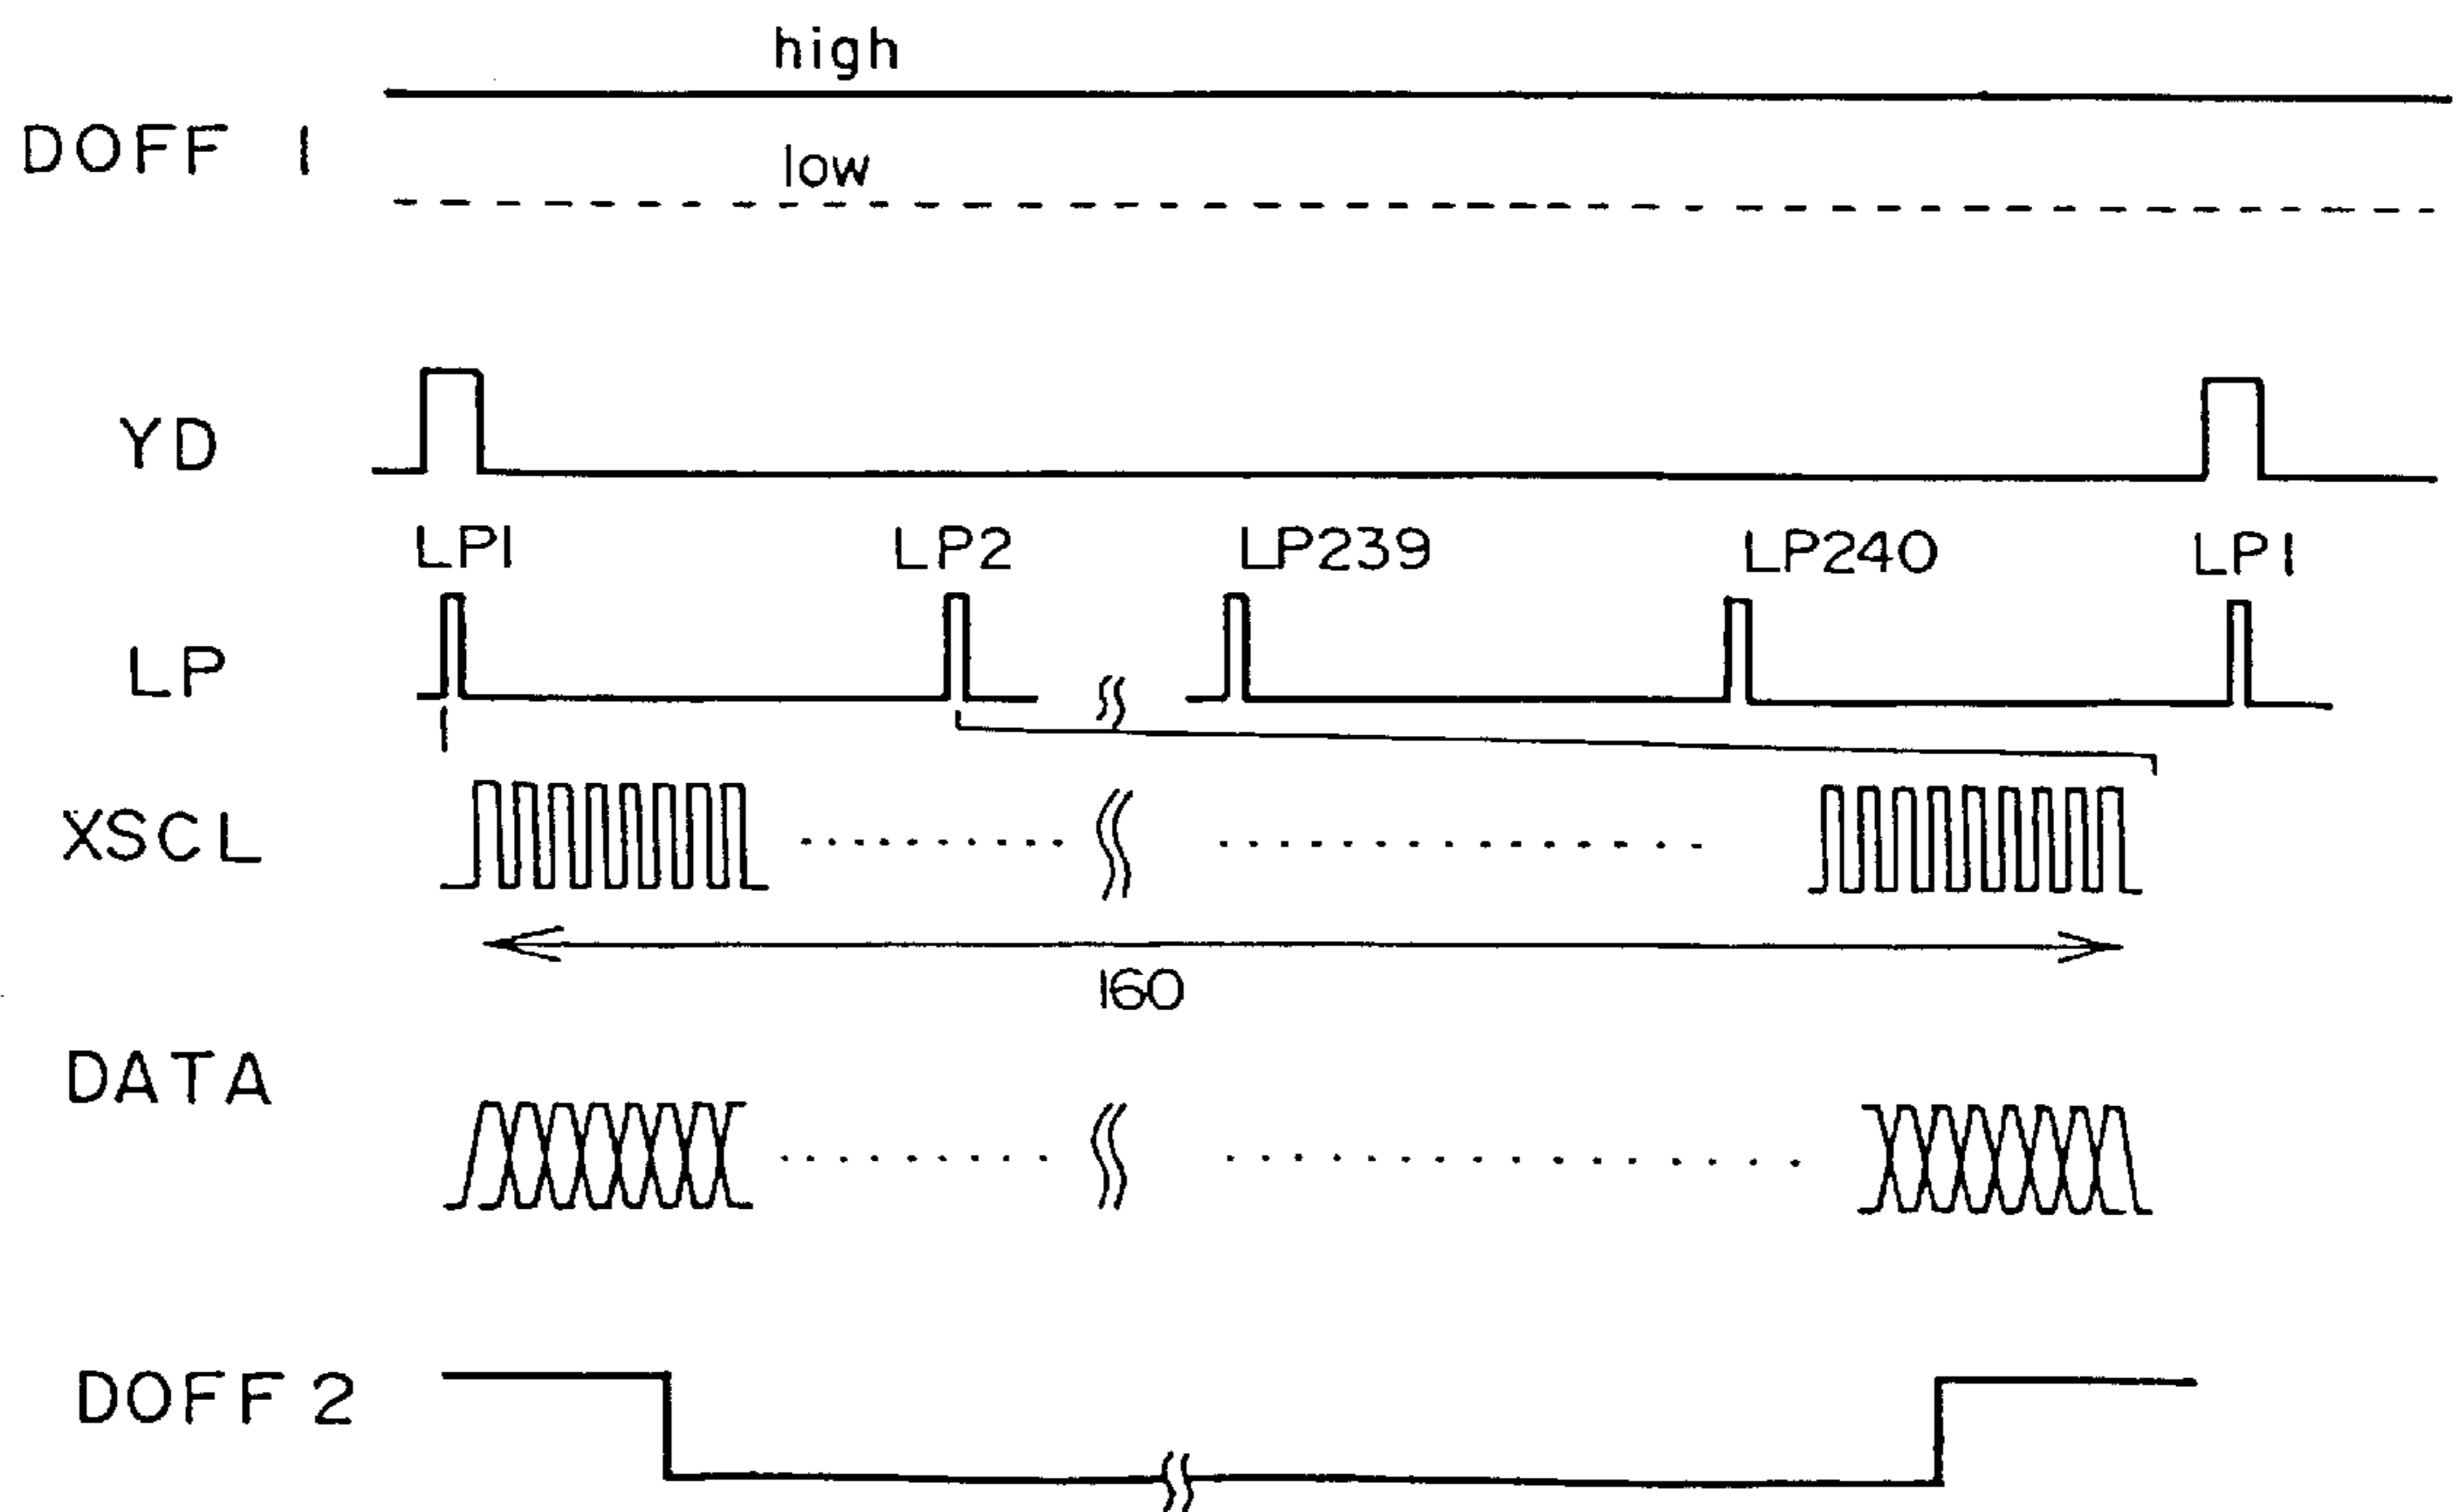 high
DOFF 1
low
YD
LP1 LP2 LP239 LP240 LP1
LP
XSCL
160
DATA
DOFF 2